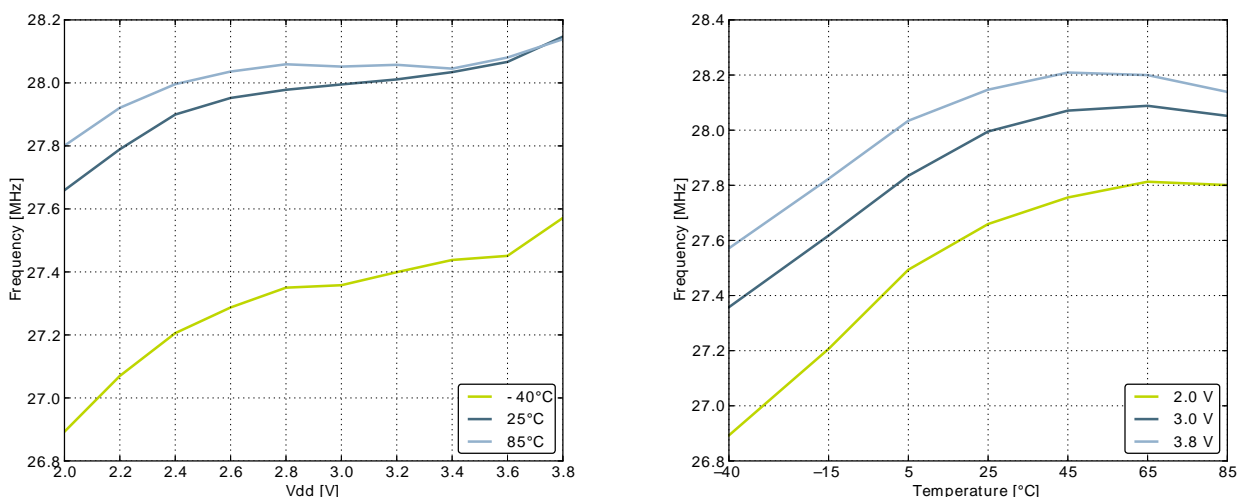 28.2
28.0
27.8
27.6
27.4
27.2
27.0
26.8
Frequency [MHz]
2.0 2.2 2.4 2.6 2.8 3.0 3.2 3.4 3.6 3.8
Vdd [V]
- 40°C
25°C
85°C
28.4
28.2
28.0
27.8
27.6
27.4
27.2
27.0
26.8
Frequency [MHz]
–40 –15 5 25 45 65 85
Temperature [°C]
2.0 V
3.0 V
3.8 V